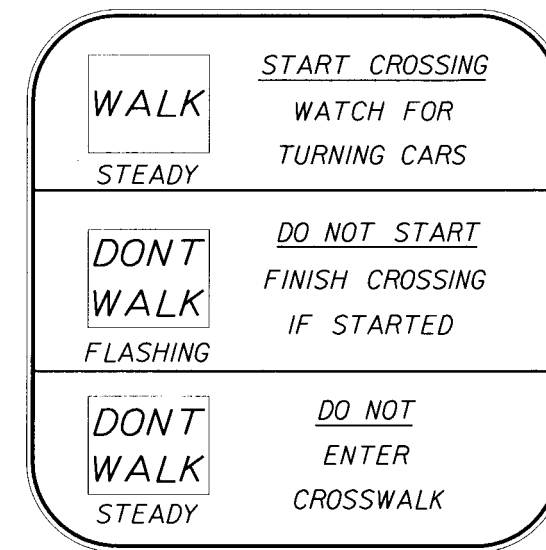 WALK
STEADY
START CROSSING
WATCH FOR
TURNING CARS
DONT
WALK
FLASHING
DO NOT START
FINISH CROSSING
IF STARTED
DONT
WALK
STEADY
DO NOT
ENTER
CROSSWALK